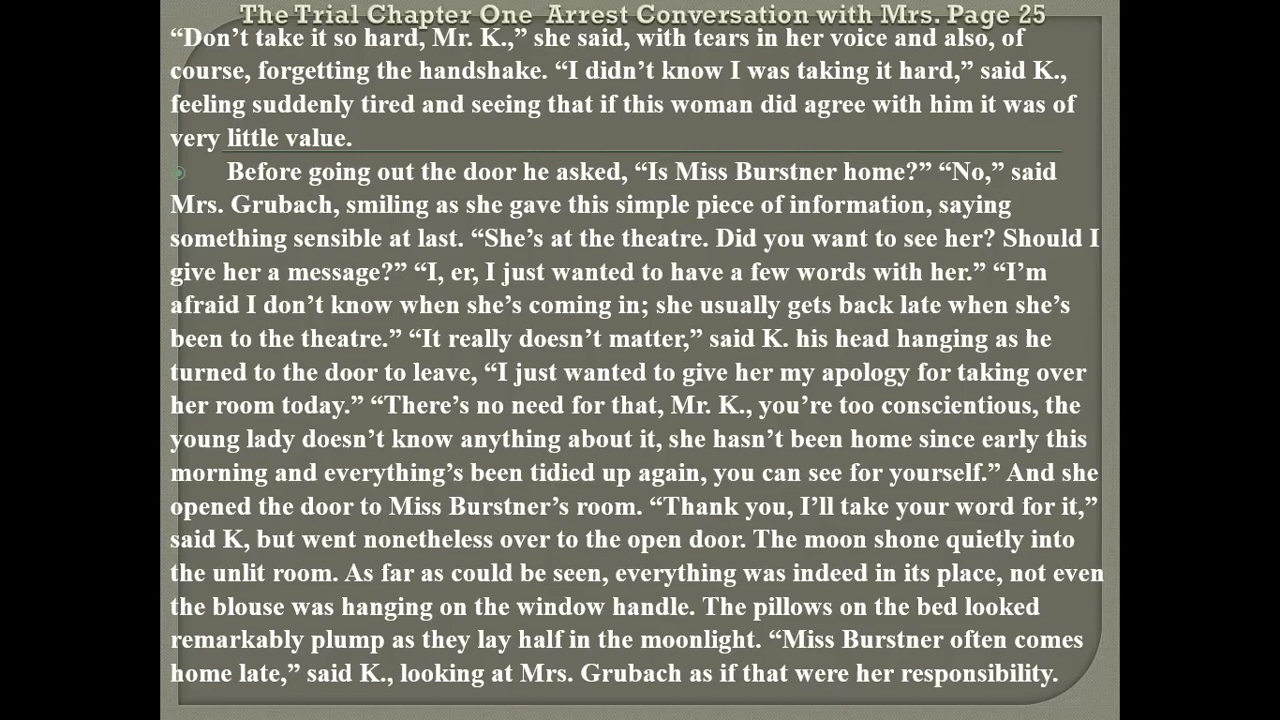 The Trial Chapter One Arrest Conversation with Mrs. Page 25
“Don’t take it so hard, Mr. K.,” she said, with tears in her voice and also, of
course, forgetting the handshake. “I didn’t know I was taking it hard,” said K.,
feeling suddenly tired and seeing that if this woman did agree with him it was of
very little value.
Before going out the door he asked, “Is Miss Burstner home?” “No,” said
Mrs. Grubach, smiling as she gave this simple piece of information, saying
something sensible at last. “She’s at the theatre. Did you want to see her? Should I
give her a message?” “I, er, I just wanted to have a few words with her.” “I’m
afraid I don’t know when she’s coming in; she usually gets back late when she’s
been to the theatre.” “It really doesn’t matter,” said K. his head hanging as he
turned to the door to leave, “I just wanted to give her my apology for taking over
her room today.” “There’s no need for that, Mr. K., you’re too conscientious, the
young lady doesn’t know anything about it, she hasn’t been home since early this
morning and everything’s been tidied up again, you can see for yourself.” And she
opened the door to Miss Burstner’s room. “Thank you, I’ll take your word for it,”
said K, but went nonetheless over to the open door. The moon shone quietly into
the unlit room. As far as could be seen, everything was indeed in its place, not even
the blouse was hanging on the window handle. The pillows on the bed looked
remarkably plump as they lay half in the moonlight. “Miss Burstner often comes
home late,” said K., looking at Mrs. Grubach as if that were her responsibility.